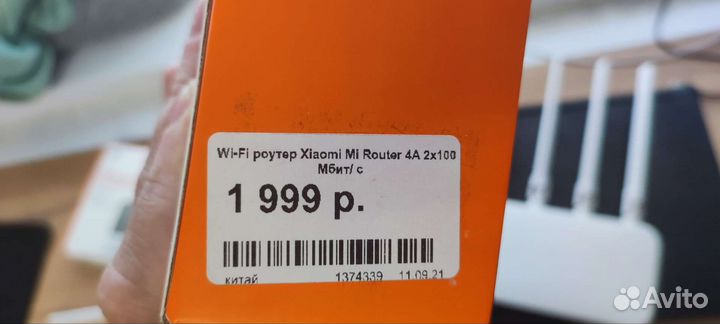 Wi-Fi роутер Xiaomi Mi Router 4A 2x100
Мбит/ с
1 999 р.
китай 1374339 11.09.21
Avito